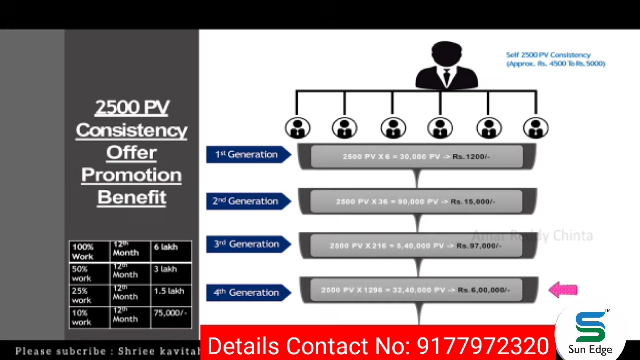 Self 2500 PV Consistency
(Approx. Rs. 4500 To Rs.5000)
2500 PV
Consistency
Offer
Promotion
Benefit
1st Generation
2500 PV X 6 = 30,000 PV -> Rs.1200/-
2nd Generation
2500 PV X 36 = 90,000 PV -> Rs.15,000/-
3rd Generation
2500 PV X 216 = 5,40,000 PV -> Rs.97,000/-
Amar Reddy Chinta
4th Generation
2500 PV X 1296 = 32,40,000 PV -> Rs.6,00,000/-
100% Work 12th Month 6 lakh
50% work 12th Month 3 lakh
25% work 12th Month 1.5 lakh
10% work 12th Month 75,000/-
Please subcribe : Shriee kavitah
Details Contact No: 9177972320
Sun Edge